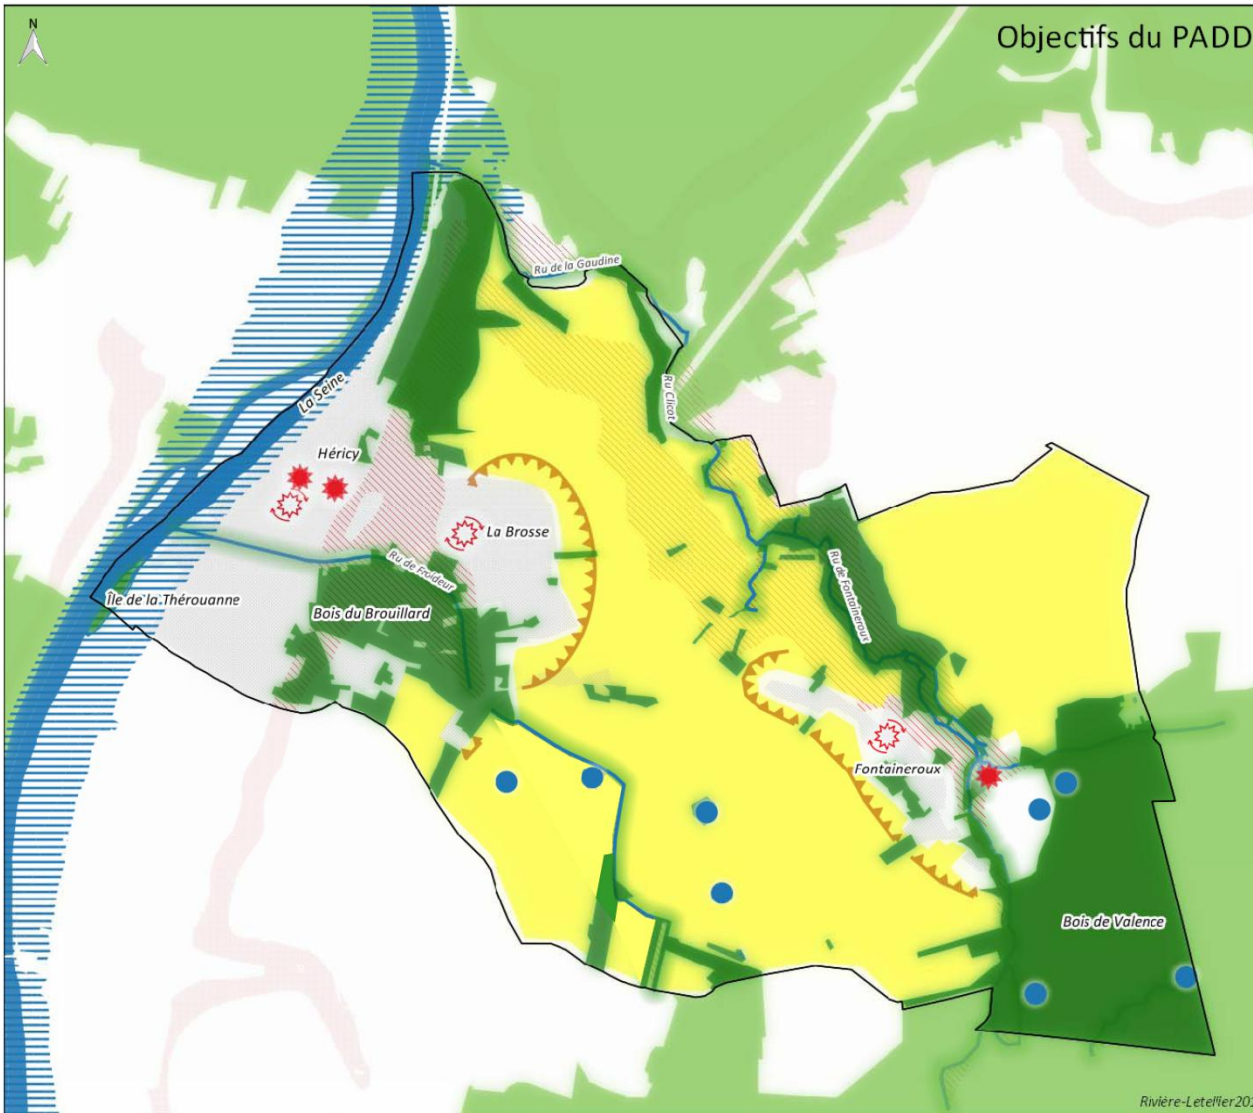 N
Objectifs du PADD
Ru de la Gaudine
La Seine
Ru Clicot
Héricy
La Brosse
Ru de Froideur
Ru de Fontaineroux
Île de la Thérouanne
Bois du Brouillard
Fontaineroux
Bois de Valence